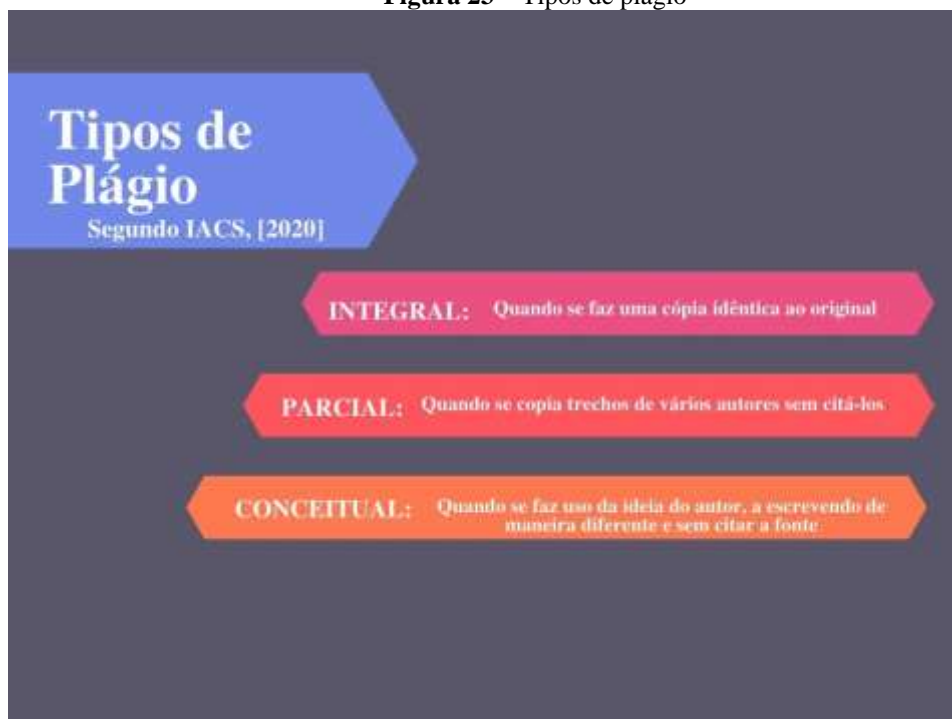 Figura 25 – Tipos de plágio
Tipos de
Plágio
Segundo IACS, [2020]
INTEGRAL: Quando se faz uma cópia idêntica ao original
PARCIAL: Quando se copia trechos de vários autores sem citá-los
CONCEITUAL: Quando se faz uso da ideia do autor, a escrevendo de
maneira diferente e sem citar a fonte